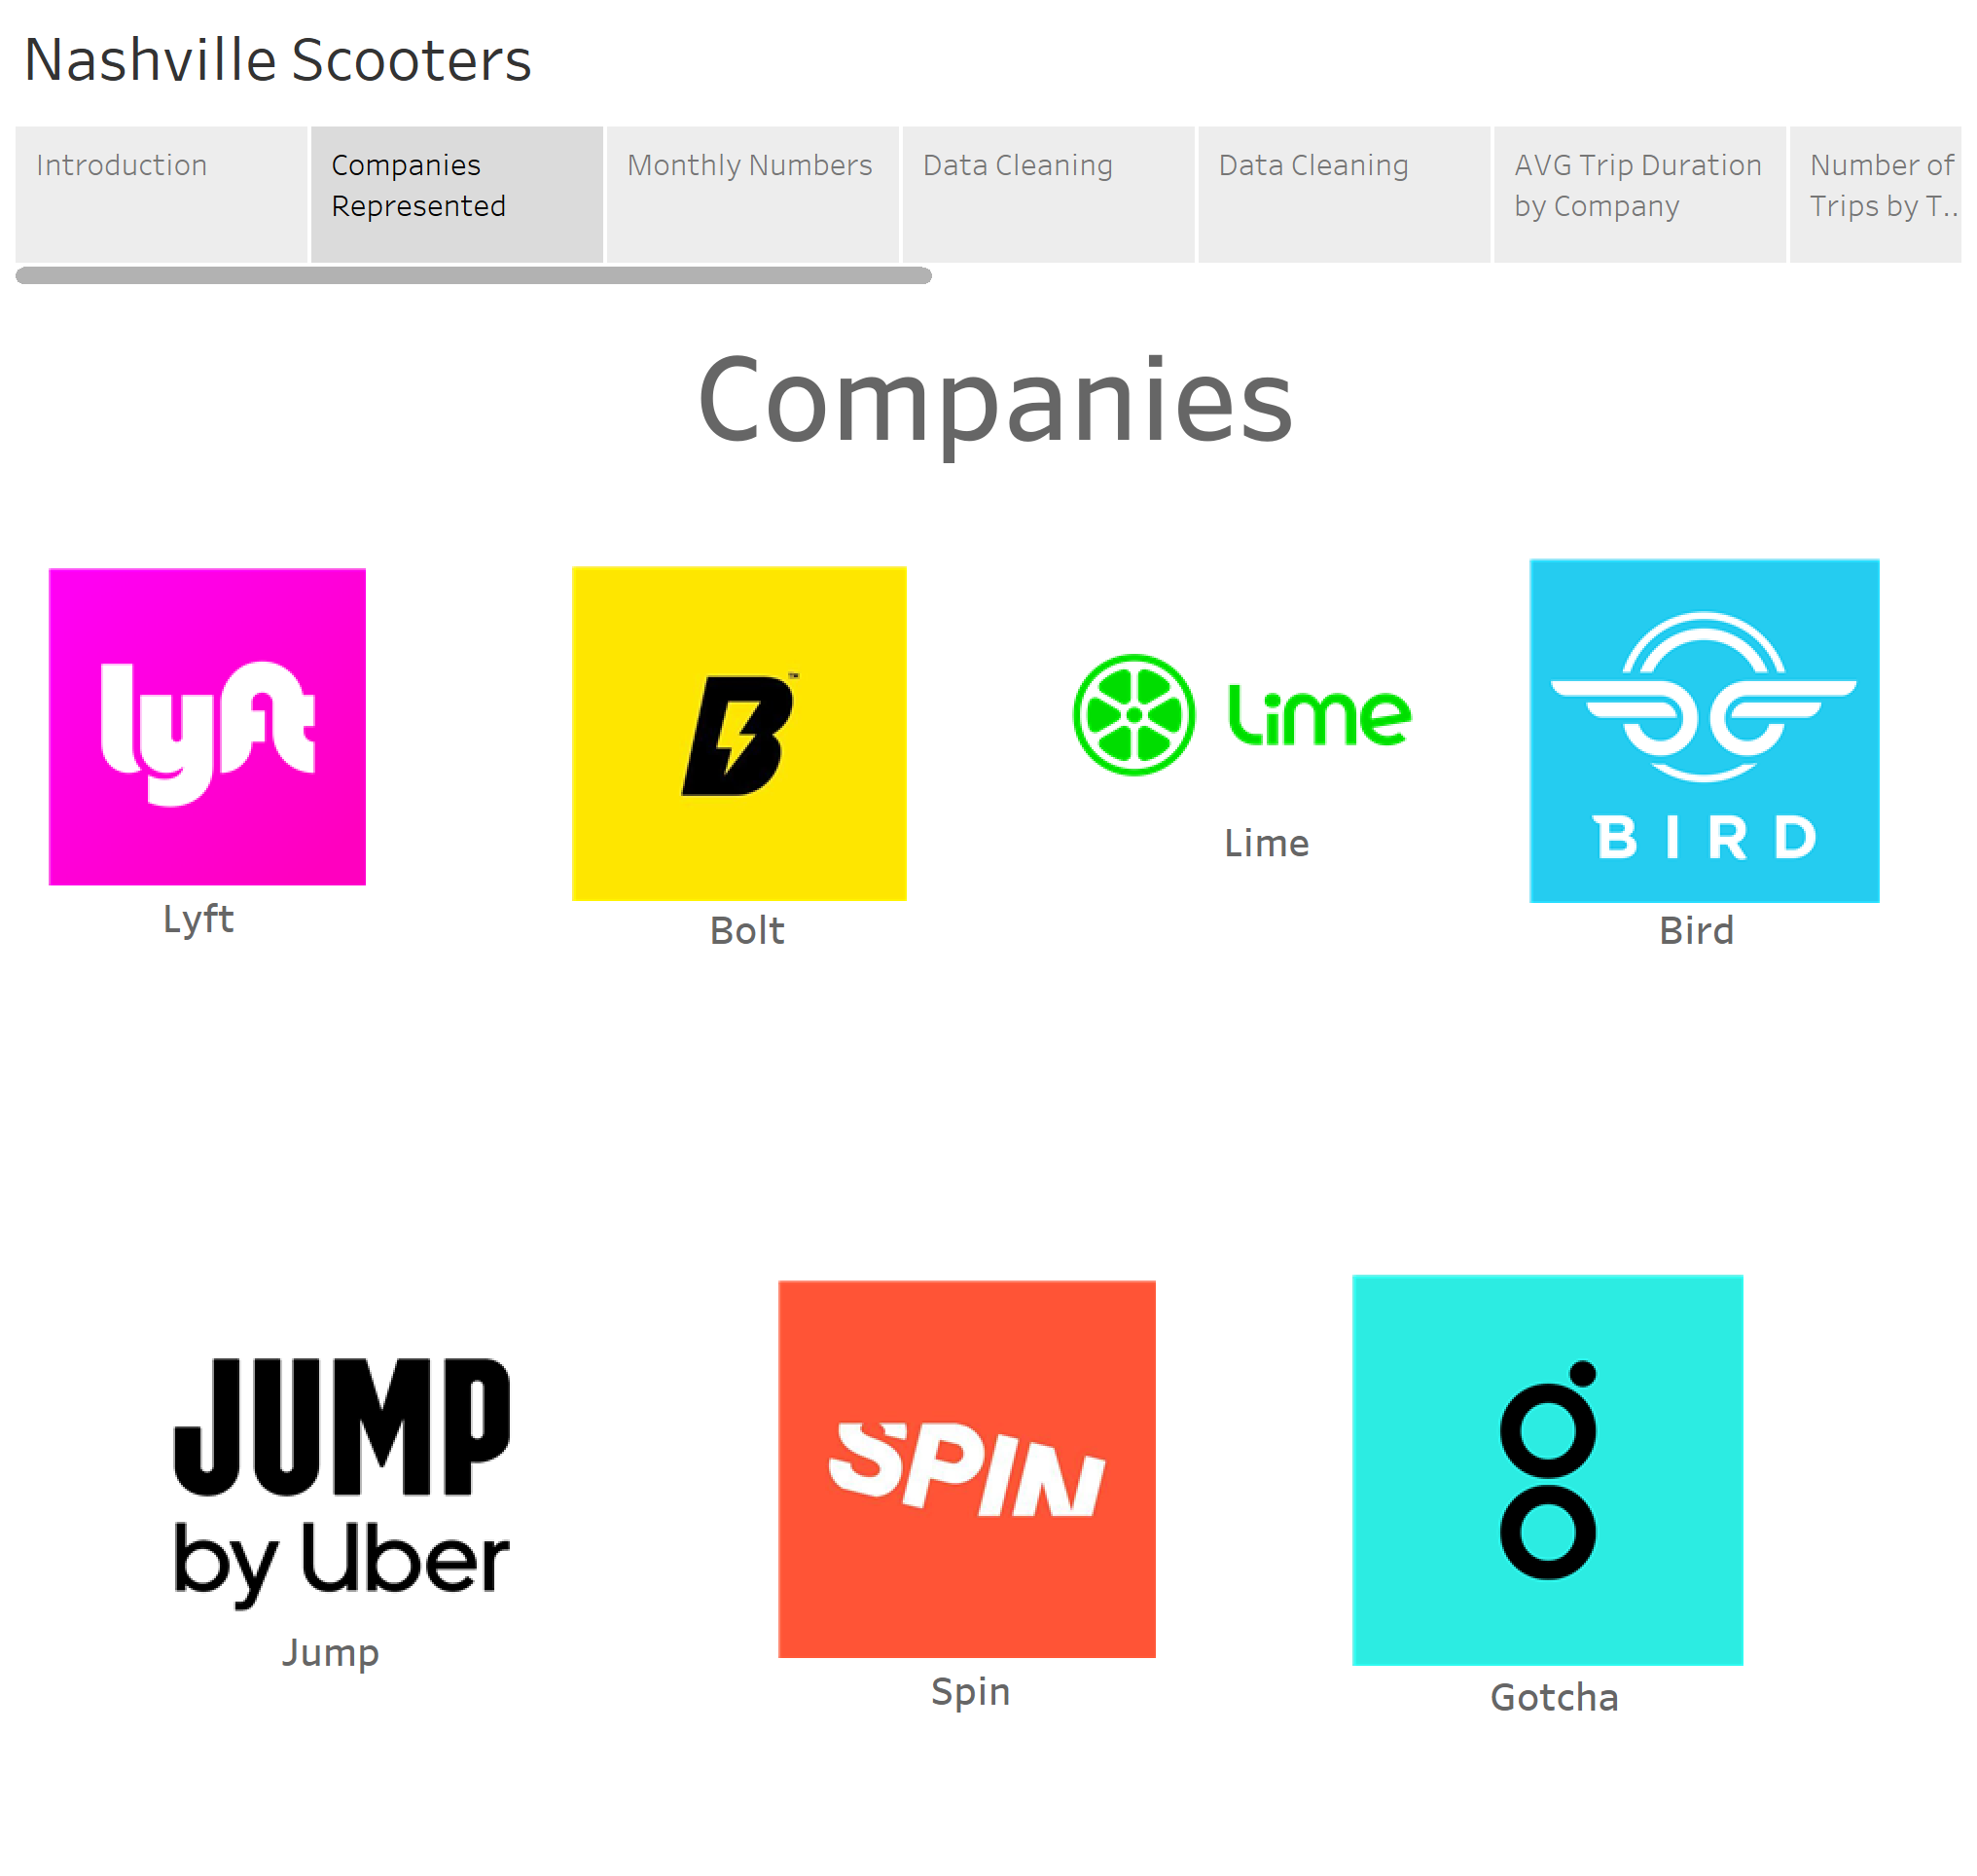 Nashville Scooters
Introduction
Companies
Represented
Monthly Numbers
Data Cleaning
Data Cleaning
AVG Trip Duration
by Company
Number of
Trips by T..
Companies
lyft
B
Lime
BIRD
Lyft
Bolt
Lime
Bird
JUMP
by Uber
SPIN
g
Jump
Spin
Gotcha